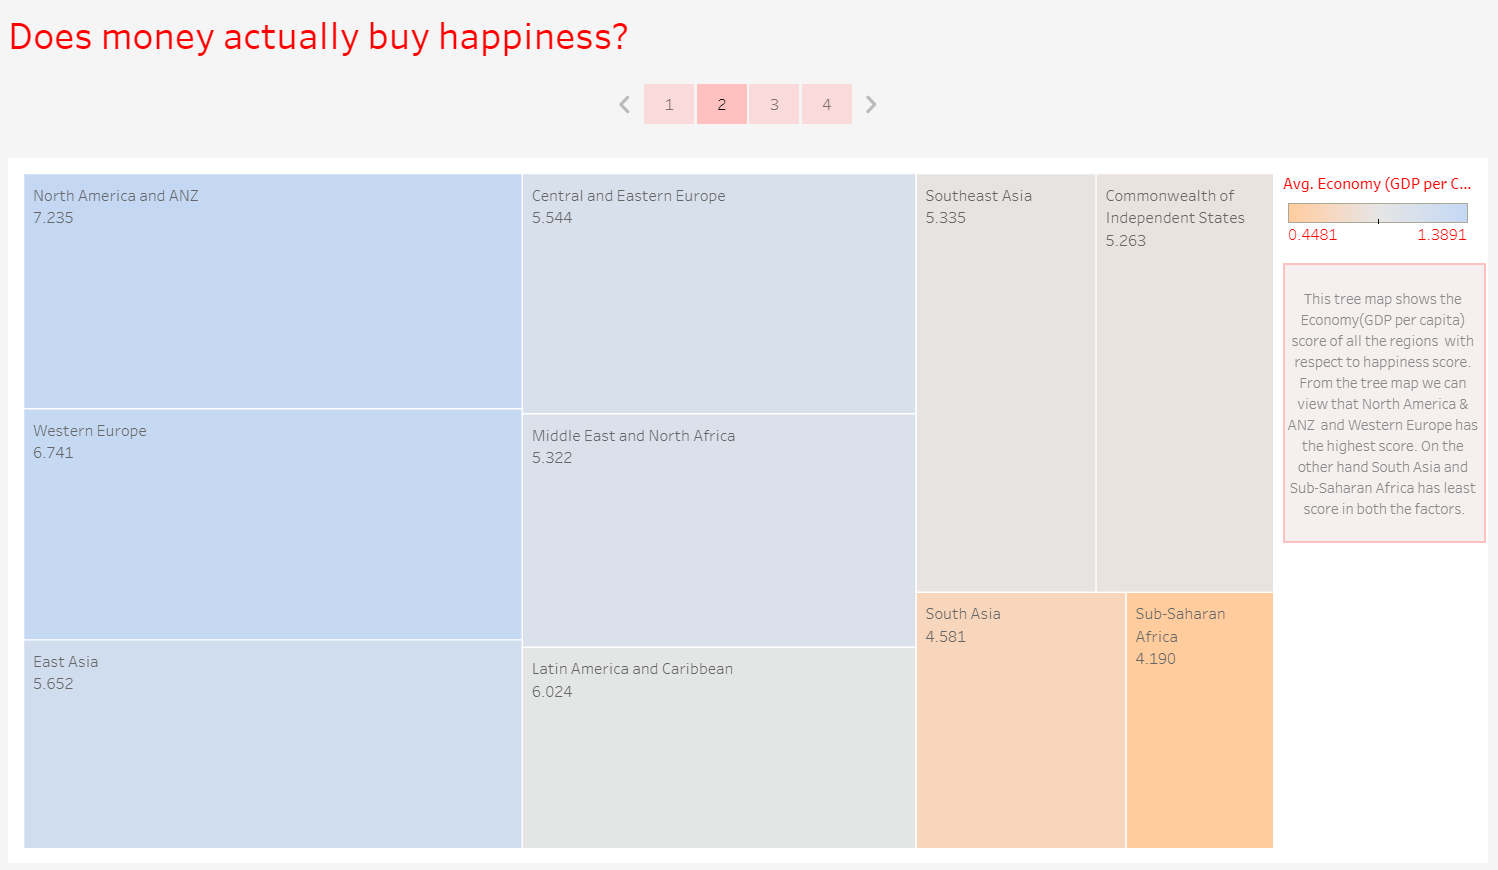 Does money actually buy happiness?
1 2 3 4
North America and ANZ
7.235
Western Europe
6.741
East Asia
5.652
Central and Eastern Europe
5.544
Middle East and North Africa
5.322
Latin America and Caribbean
6.024
Southeast Asia
5.335
Commonwealth of
Independent States
5.263
South Asia
4.581
Sub-Saharan
Africa
4.190
Avg. Economy (GDP per C...
0.4481 1.3891
This tree map shows the
Economy(GDP per capita)
score of all the regions with
respect to happiness score.
From the tree map we can
view that North America &
ANZ and Western Europe has
the highest score. On the
other hand South Asia and
Sub-Saharan Africa has least
score in both the factors.